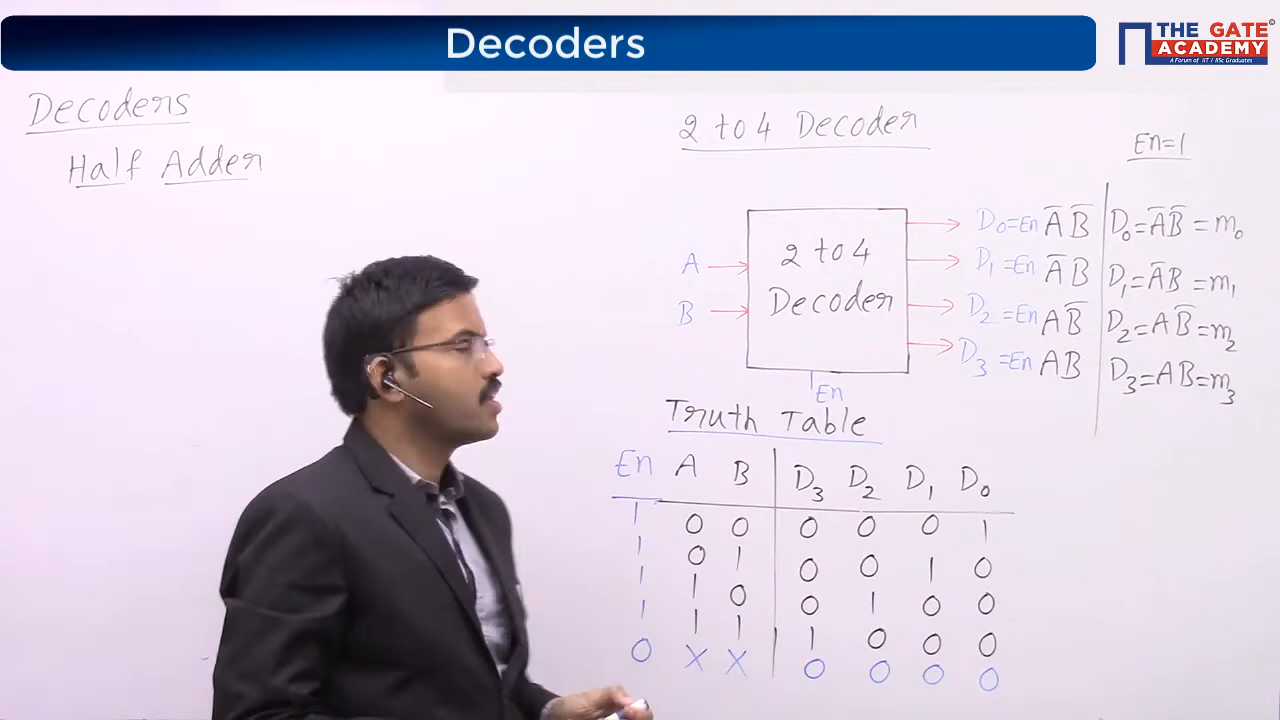 Decoders
THE GATE
ACADEMY
A Forum of IIT / IISc Graduates
Decoders
Half Adder
2 to 4 Decoder
En=1
A
B
2 to 4
Decoder
En
D0=En A̅ B̅
D1=En A̅ B
D2=En A B̅
D3=En AB
D0=A̅ B̅=m0
D1=A̅ B=m1
D2=A B̅=m2
D3=AB=m3
Truth Table
En A B D3 D2 D1 D0
1 0 0 0 0 0 1
1 0 1 0 0 1 0
1 1 0 0 1 0 0
1 1 1 1 0 0 0
0 X X 0 0 0 0